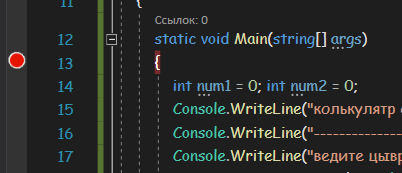 11 {
Ссылок: 0
12 static void Main(string[] args)
13 {
14 int num1 = 0; int num2 = 0;
15 Console.WriteLine("колькулятр
16 Console.WriteLine("--------------
17 Console.WriteLine("ведите цывр